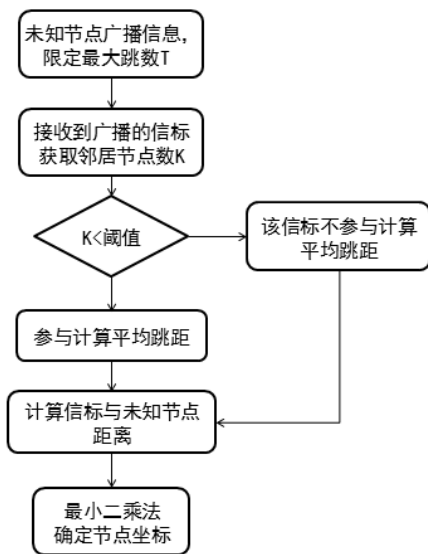 未知节点广播信息，
限定最大跳数T
接收到广播的信标
获取邻居节点数K
K<阈值
该信标不参与计算
平均跳距
参与计算平均跳距
计算信标与未知节点
距离
最小二乘法
确定节点坐标